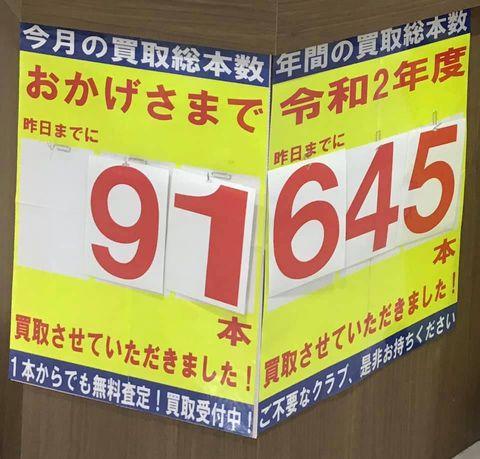 今月の買取総本数
おかげさまで
昨日までに
91
本
買取させていただきました！
1本からでも無料査定！買取受付中！
年間の買取総本数
令和2年度
昨日までに
645
本
買取させていただきました！
ご不要なクラブ、是非お持ちください